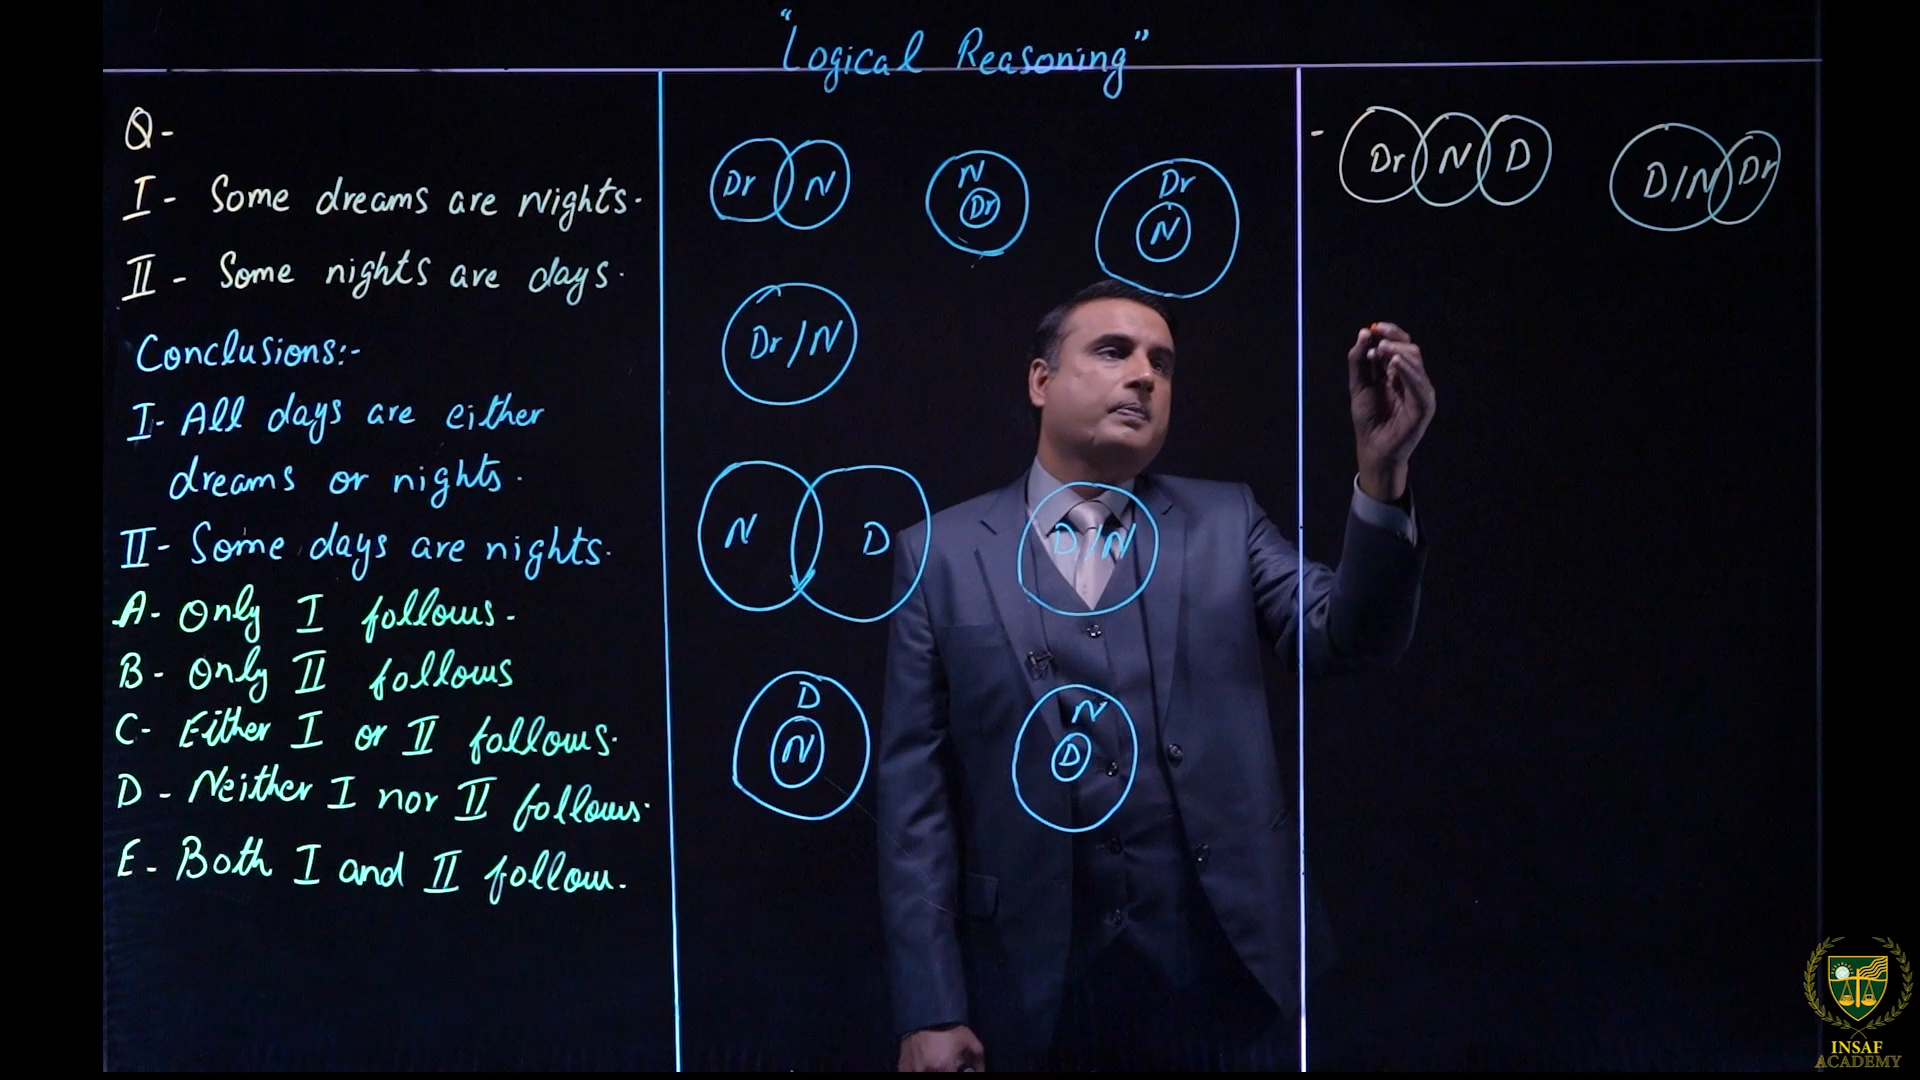 "Logical Reasoning"
Q-
I- Some dreams are Nights.
II- Some nights are days.
Conclusions:-
I- All days are either
dreams or nights.
II- Some days are nights.
A- Only I follows.
B- Only II follows
C- Either I or II follows.
D- Neither I nor II follows.
E- Both I and II follow.
Dr N
N
Dr
Dr
N
Dr/N
N D
D/N
D
N
N
D
- Dr N D
D/N Dr
INSAF
ACADEMY